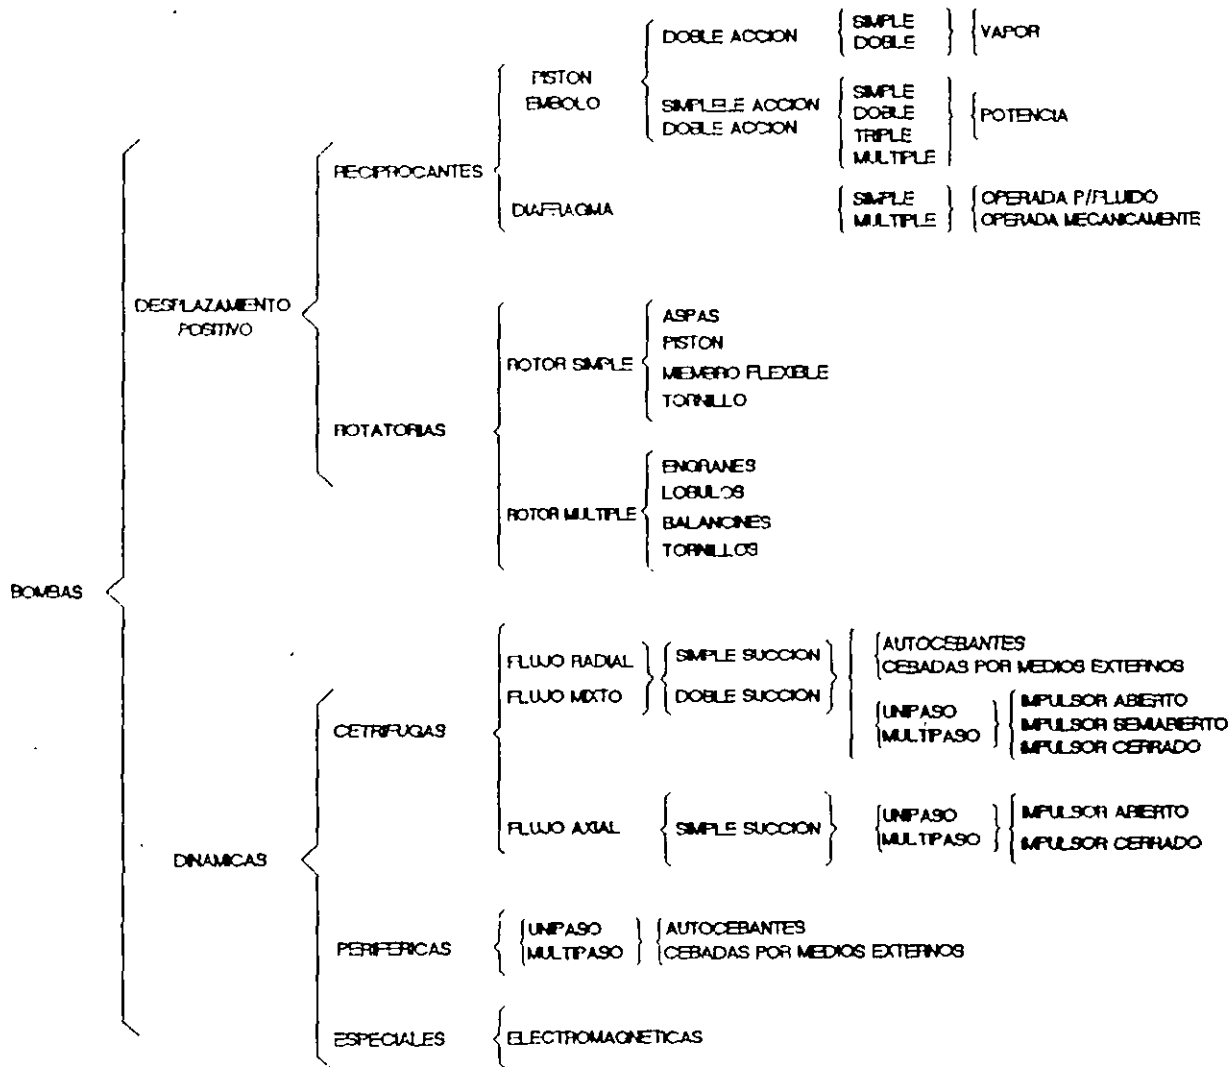 DOBLE ACCION
SIMPLE
DOBLE
VAPOR
PISTON
EMBOLO
SIMPLELE ACCION
DOBLE ACCION
SIMPLE
DOBLE
TRIPLE
MULTIPLE
POTENCIA
RECIPROCANTES
DIAFRAGMA
SIMPLE
MULTIPLE
OPERADA P/FLUIDO
OPERADA MECANICAMENTE
DESPLAZAMIENTO
POSITIVO
ROTOR SIMPLE
ASPAS
PISTON
MIEMBRO FLEXIBLE
TORNILLO
ROTATORIAS
ROTOR MULTIPLE
ENGRANES
LOBULOS
BALANCINES
TORNILLOS
BOMBAS
FLUJO RADIAL
FLUJO MIXTO
SIMPLE SUCCION
DOBLE SUCCION
AUTOCEBANTES
CEBADAS POR MEDIOS EXTERNOS
UNIPASO
MULTIPASO
IMPULSOR ABIERTO
IMPULSOR SEMIABIERTO
IMPULSOR CERRADO
CETRIFUGAS
FLUJO AXIAL
SIMPLE SUCCION
UNIPASO
MULTIPASO
IMPULSOR ABIERTO
IMPULSOR CERRADO
DINAMICAS
PERIFERICAS
UNIPASO
MULTIPASO
AUTOCEBANTES
CEBADAS POR MEDIOS EXTERNOS
ESPECIALES
ELECTROMAGNETICAS